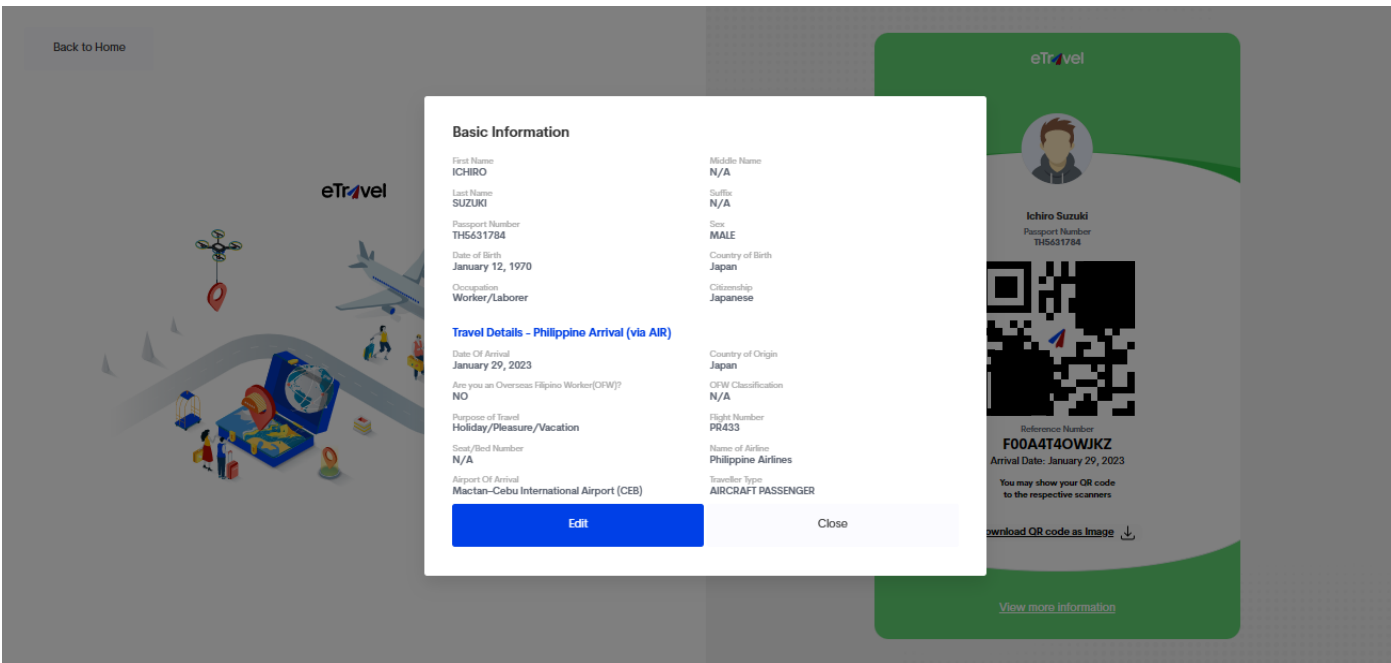 Back to Home
eTravel
Basic Information
First Name
ICHIRO
Middle Name
N/A
Last Name
SUZUKI
Suffix
N/A
Passport Number
TH5631784
Sex
MALE
Date of Birth
January 12, 1970
Country of Birth
Japan
Occupation
Worker/Laborer
Citizenship
Japanese
Travel Details - Philippine Arrival (via AIR)
Date Of Arrival
January 29, 2023
Country of Origin
Japan
Are you an Overseas Filipino Worker(OFW)?
NO
OFW Classification
N/A
Purpose of Travel
Holiday/Pleasure/Vacation
Flight Number
PR433
Seat/Bed Number
N/A
Name of Airline
Philippine Airlines
Airport Of Arrival
Mactan–Cebu International Airport (CEB)
Traveller Type
AIRCRAFT PASSENGER
Edit
Close
eTravel
Ichiro Suzuki
Passport Number
TH5631784
Reference Number
F00A4T4OWJKZ
Arrival Date: January 29, 2023
You may show your QR code
to the respective scanners
ownload QR code as Image
View more information